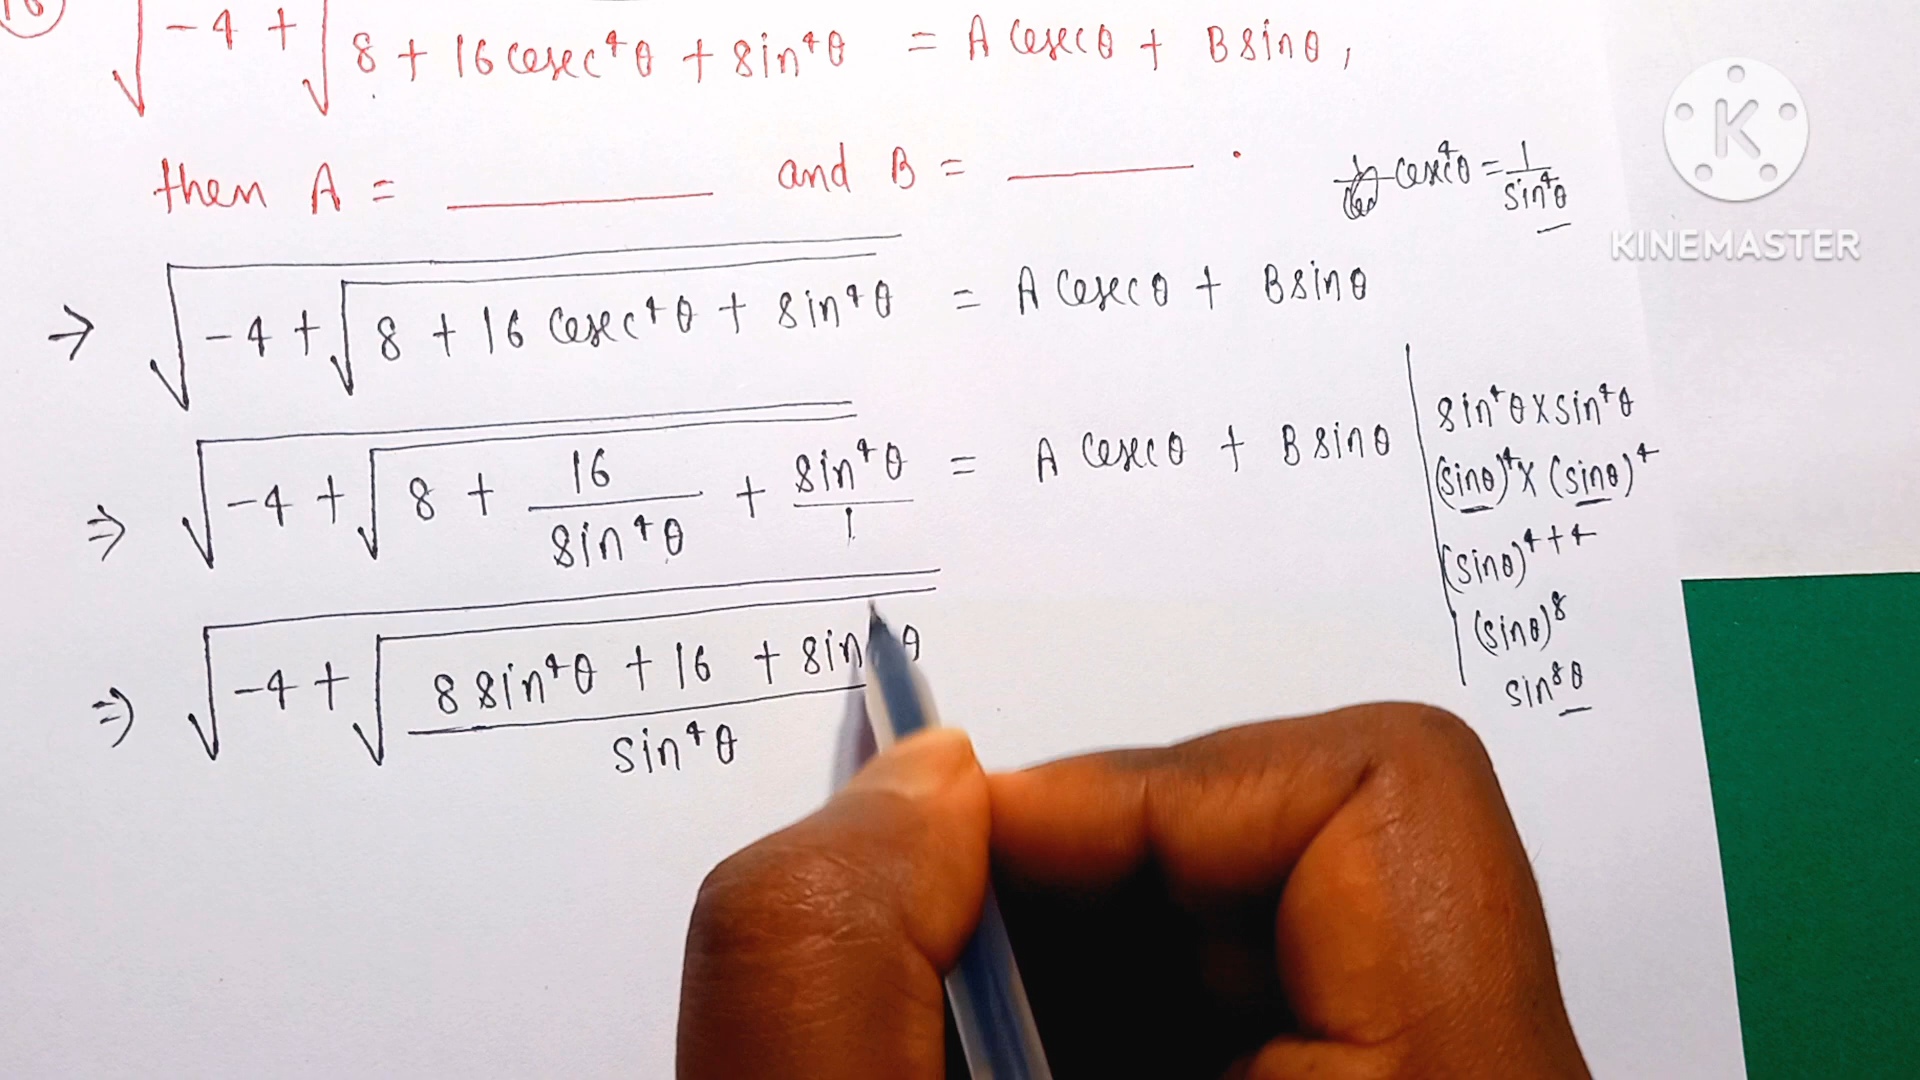 √-4 + √8 + 16 cosec⁴θ + sin⁴θ = A cosecθ + B sinθ,
then A = ______ and B = ______ .
cosec⁴θ = 1/sin⁴θ
KINEMASTER
→ √-4 + √8 + 16 cosec⁴θ + sin⁴θ = A cosecθ + B sinθ
⇒ √-4 + √8 + 16/sin⁴θ + sin⁴θ/1 = A cosecθ + B sinθ
⇒ √-4 + √(8 sin⁴θ + 16 + sin θ)/sin⁴θ
sin⁴θ × sin⁴θ
(sinθ)⁴ × (sinθ)⁴
(sinθ)⁴⁺⁴
(sinθ)⁸
sin⁸θ